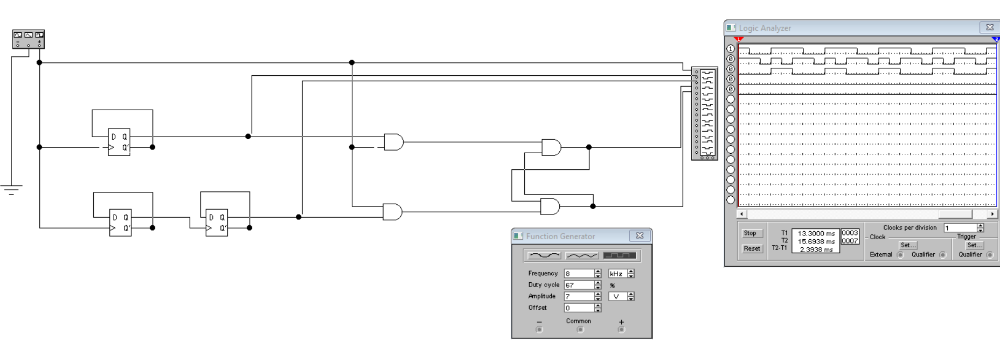 Logic Analyzer
1
2
1
0
0
0
0
D Q
Q'
D Q
Q'
D Q
Q'
Stop
Reset
T1 13.3000 ms 0003
T2 15.6938 ms 0007
T2-T1 2.3938 ms
Clocks per division 1
Clock
Set...
External Qualifier
Trigger
Set...
Qualifier
Function Generator
Frequency 8 kHz
Duty cycle 67 %
Amplitude 7 V
Offset 0
− Common +